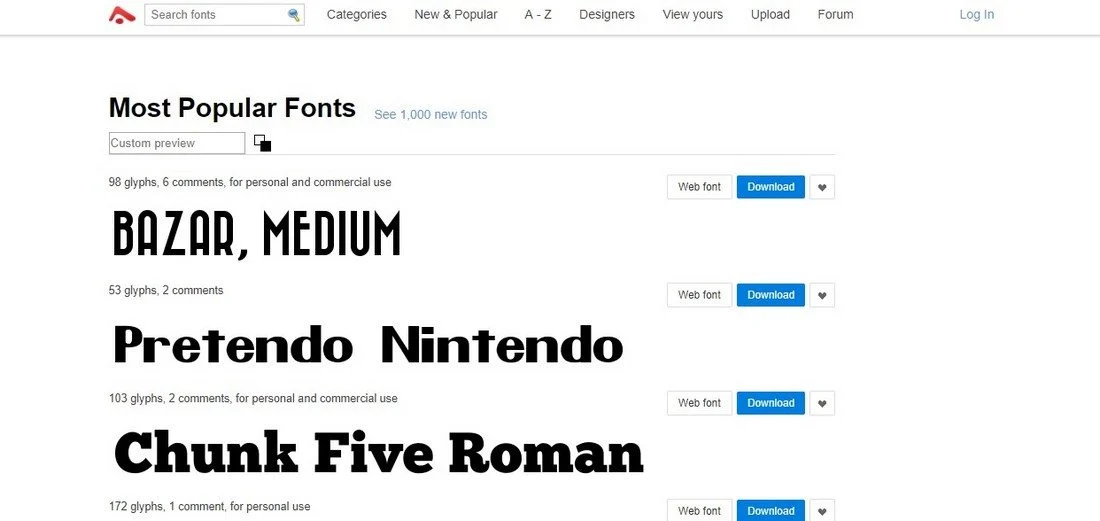 Search fonts Categories New & Popular A - Z Designers View yours Upload Forum Log In
Most Popular Fonts See 1,000 new fonts
Custom preview
98 glyphs, 6 comments, for personal and commercial use Web font Download
BAZAR, MEDIUM
53 glyphs, 2 comments Web font Download
Pretendo Nintendo
103 glyphs, 2 comments, for personal and commercial use Web font Download
Chunk Five Roman
172 glyphs, 1 comment, for personal use Web font Download